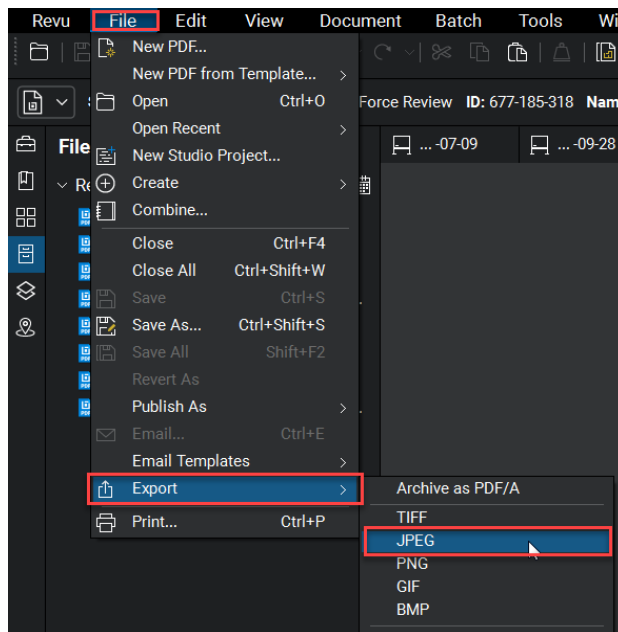 Revu File Edit View Document Batch Tools
New PDF...
New PDF from Template...
Open Ctrl+O
Force Review ID: 677-185-318
Open Recent
File
... -07-09 ... -09-28
New Studio Project...
Create
Combine...
Close Ctrl+F4
Close All Ctrl+Shift+W
Save Ctrl+S
Save As... Ctrl+Shift+S
Save All Shift+F2
Revert As
Publish As
Email... Ctrl+E
Email Templates
Export
Archive as PDF/A
Print... Ctrl+P
TIFF
JPEG
PNG
GIF
BMP